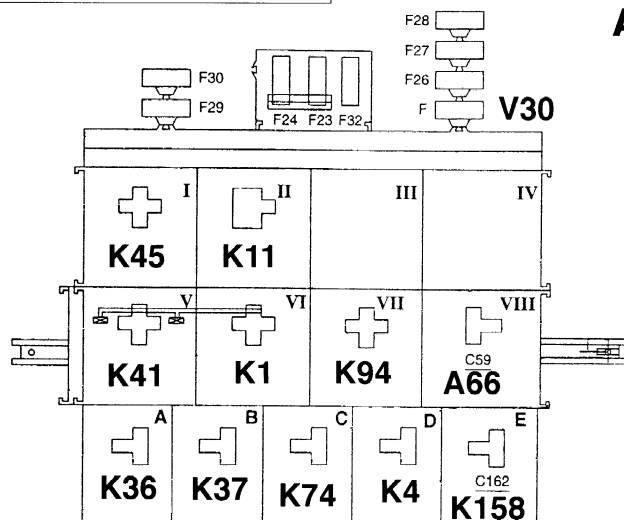 A
F28
F27
F30
F26
F29
F
V30
F24 F23 F32
I II III IV
K45 K11
V VI VII VIII
C59
K41 K1 K94 A66
A B C D E
C162
K36 K37 K74 K4 K158